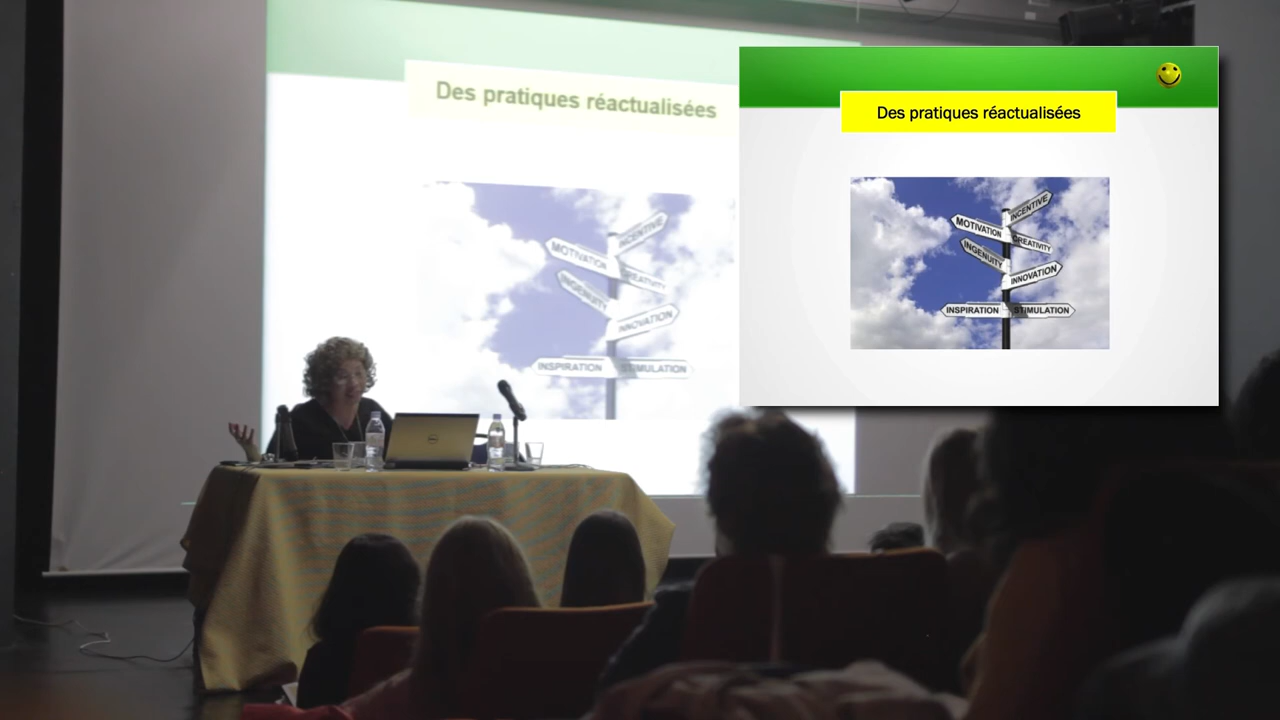 Des pratiques réactualisées
INCENTIVE
MOTIVATION
CREATIVITY
INGENUITY
INNOVATION
INSPIRATION STIMULATION
Des pratiques réactualisées
INCENTIVE
MOTIVATION
CREATIVITY
INGENUITY
INNOVATION
INSPIRATION STIMULATION
DELL